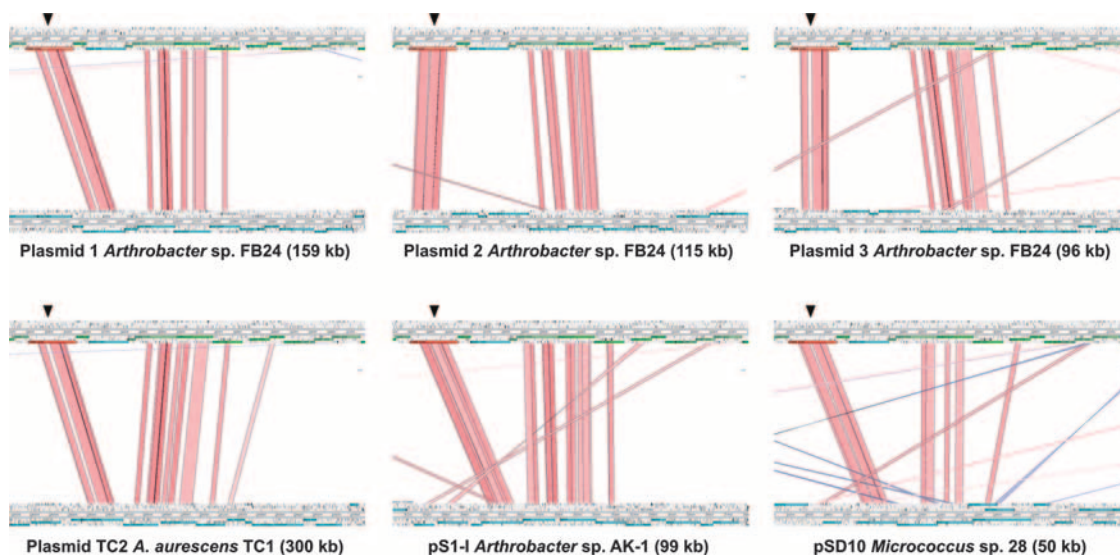 Plasmid 1 Arthrobacter sp. FB24 (159 kb)
Plasmid 2 Arthrobacter sp. FB24 (115 kb)
Plasmid 3 Arthrobacter sp. FB24 (96 kb)
Plasmid TC2 A. aurescens TC1 (300 kb)
pS1-I Arthrobacter sp. AK-1 (99 kb)
pSD10 Micrococcus sp. 28 (50 kb)